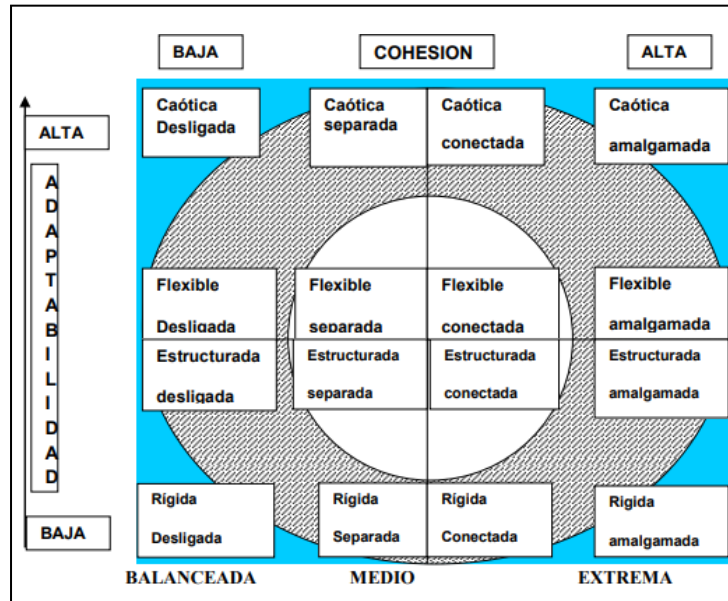 BAJA COHESION ALTA
Caótica Caótica Caótica Caótica
Desligada separada conectada amalgamada
ALTA
ADAPTABILIDAD
Flexible Flexible Flexible Flexible
Desligada separada conectada amalgamada
Estructurada Estructurada Estructurada Estructurada
desligada separada conectada amalgamada
Rígida Rígida Rígida Rigida
Desligada Separada Conectada amalgamada
BAJA
BALANCEADA MEDIO EXTREMA